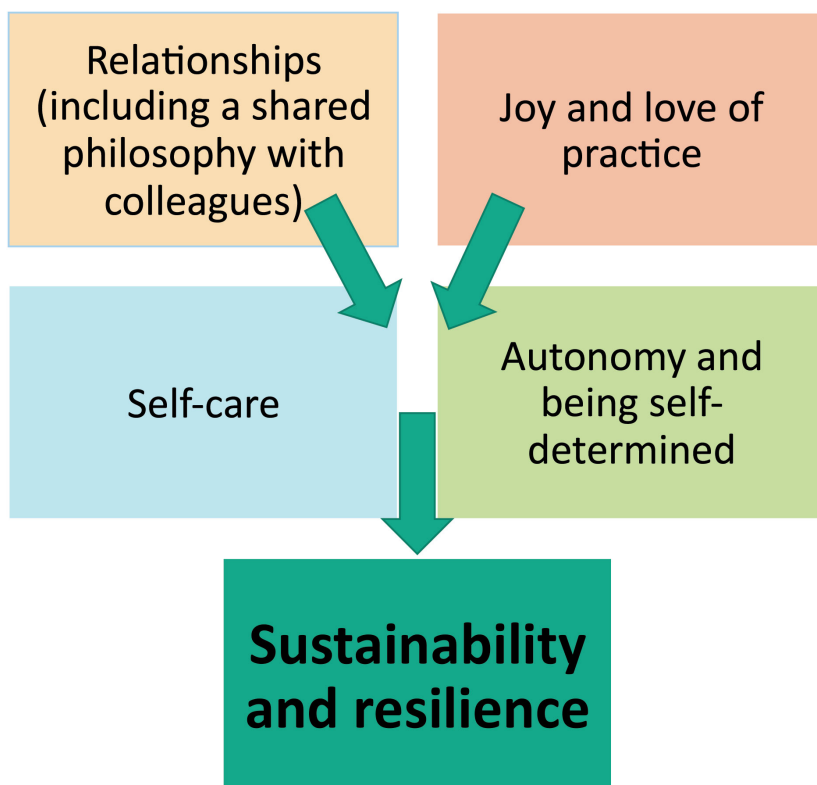 Relationships
(including a shared
philosophy with
colleagues)
Joy and love of
practice
Self-care
Autonomy and
being self-
determined
Sustainability
and resilience